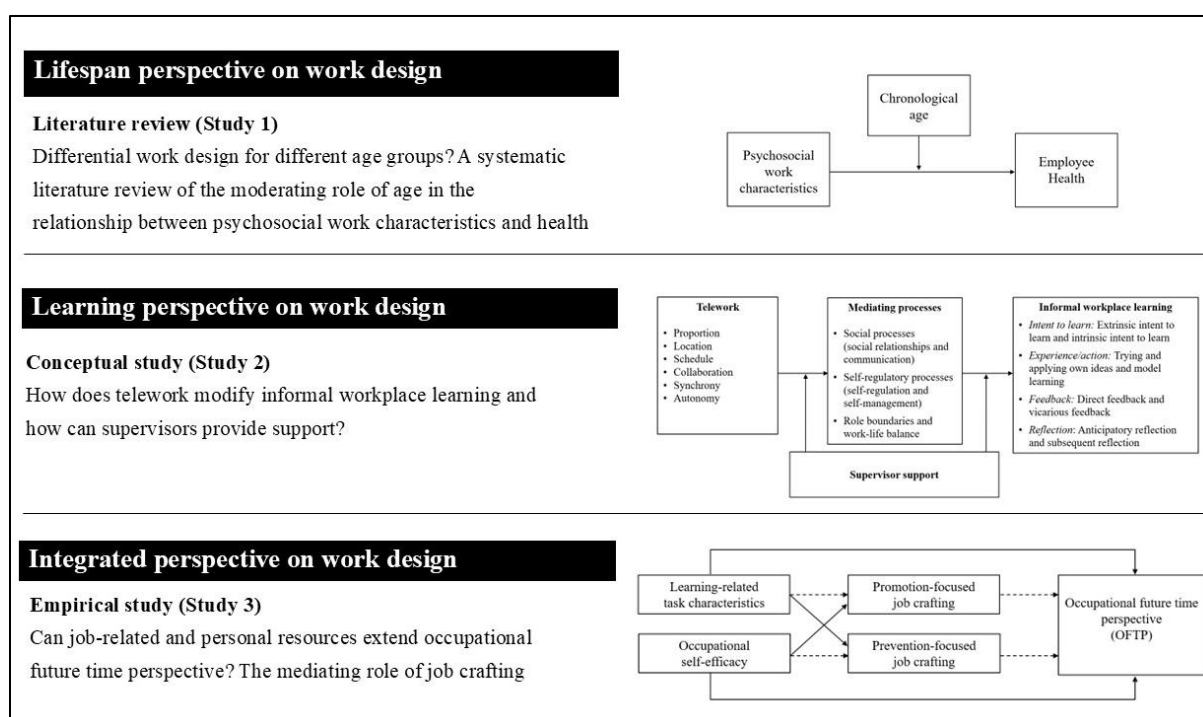 Lifespan perspective on work design
Literature review (Study 1)
Differential work design for different age groups? A systematic
literature review of the moderating role of age in the
relationship between psychosocial work characteristics and health
Chronological
age
Psychosocial
work
characteristics
Employee
Health
Learning perspective on work design
Conceptual study (Study 2)
How does telework modify informal workplace learning and
how can supervisors provide support?
Telework
• Proportion
• Location
• Schedule
• Collaboration
• Synchrony
• Autonomy
Mediating processes
• Social processes
(social relationships and
communication)
• Self-regulatory processes
(self-regulation and
self-management)
• Role boundaries and
work-life balance
Informal workplace learning
• Intent to learn: Extrinsic intent to
learn and intrinsic intent to learn
• Experience/action: Trying and
applying own ideas and model
learning
• Feedback: Direct feedback and
vicarious feedback
• Reflection: Anticipatory reflection
and subsequent reflection
Supervisor support
Integrated perspective on work design
Empirical study (Study 3)
Can job-related and personal resources extend occupational
future time perspective? The mediating role of job crafting
Learning-related
task characteristics
Occupational
self-efficacy
Promotion-focused
job crafting
Prevention-focused
job crafting
Occupational future time
perspective
(OFTP)